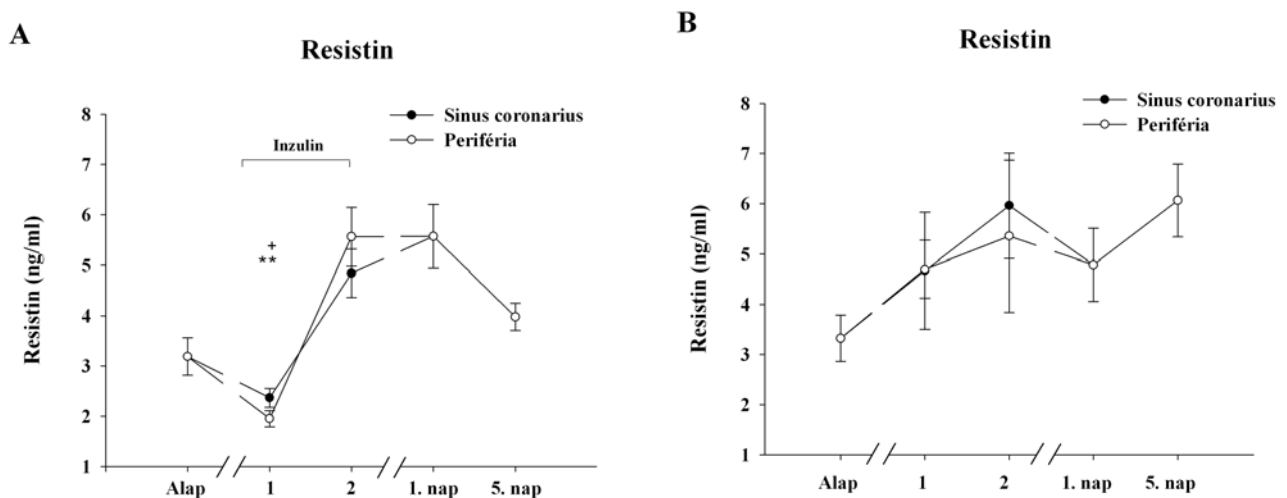 A
Resistin
Sinus coronarius
Periféria
Inzulin
+
**
Resistin (ng/ml)
8
7
6
5
4
3
2
1
Alap 1 2 1. nap 5. nap
B
Resistin
Sinus coronarius
Periféria
Resistin (ng/ml)
8
7
6
5
4
3
2
1
Alap 1 2 1. nap 5. nap